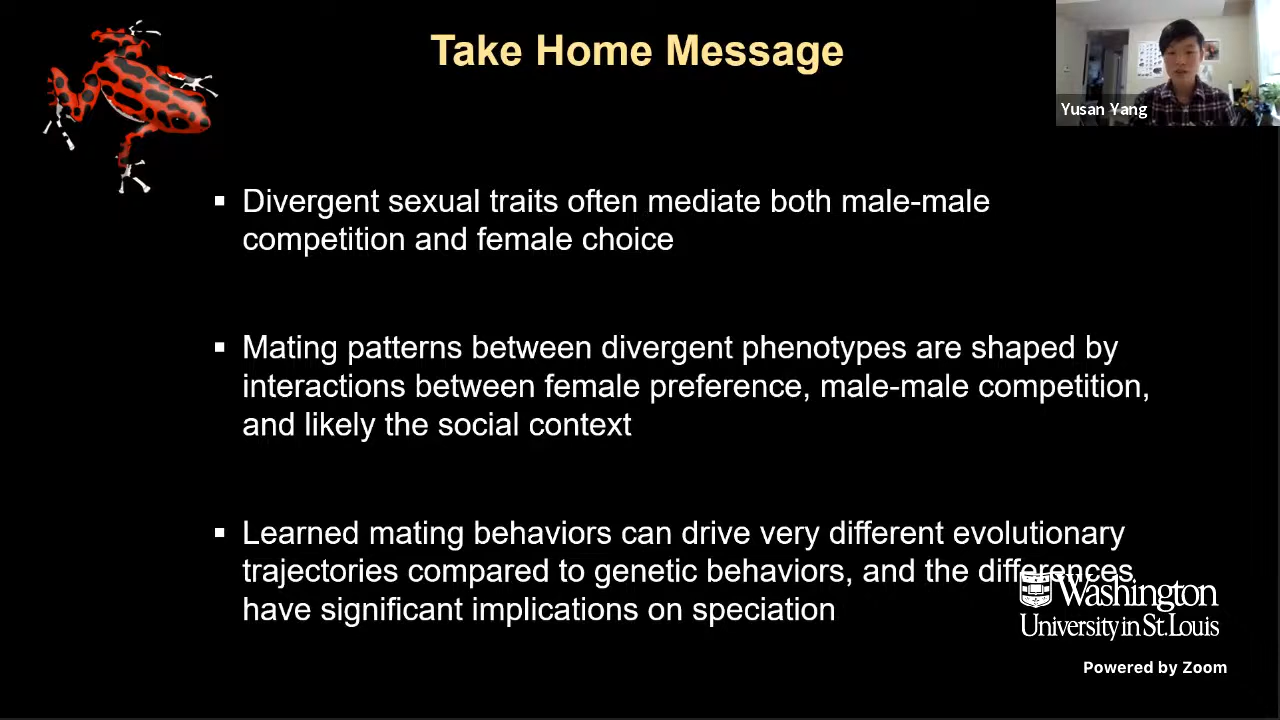 Take Home Message
Yusan Yang
▪ Divergent sexual traits often mediate both male-male
competition and female choice
▪ Mating patterns between divergent phenotypes are shaped by
interactions between female preference, male-male competition,
and likely the social context
▪ Learned mating behaviors can drive very different evolutionary
trajectories compared to genetic behaviors, and the differences
have significant implications on speciation
Washington
University in St. Louis
Powered by Zoom